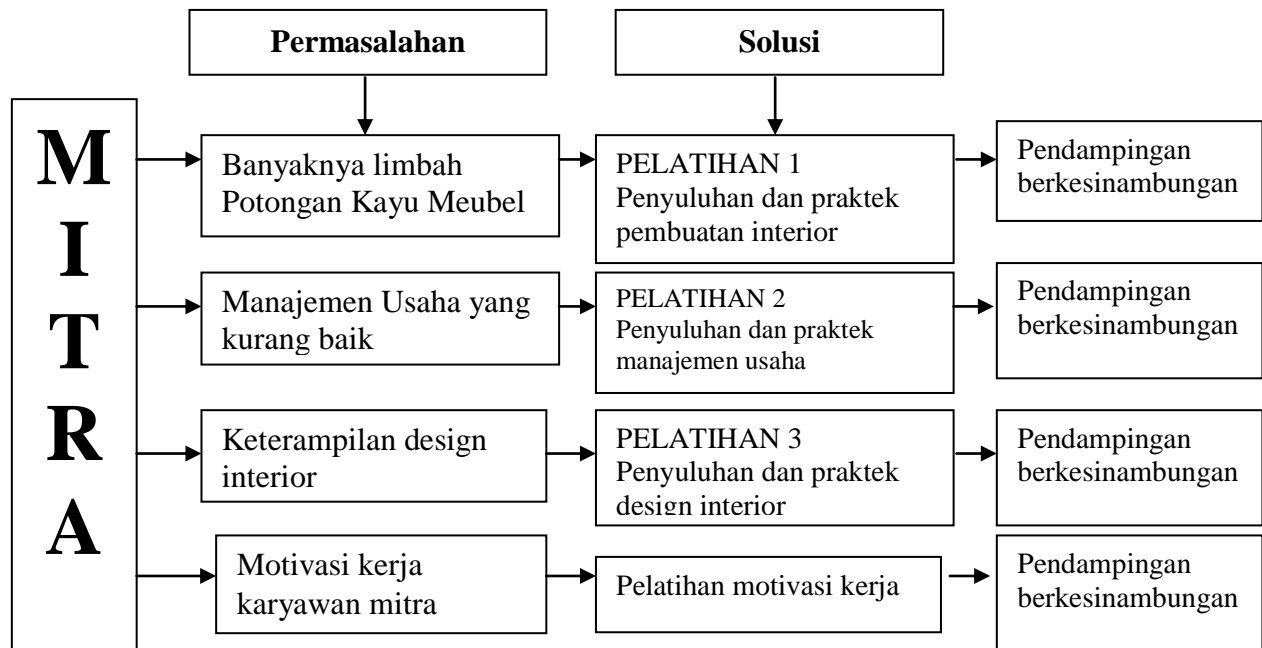 Permasalahan
Solusi
MITRA
Banyaknya limbah
Potongan Kayu Meubel
PELATIHAN 1
Penyuluhan dan praktek
pembuatan interior
Pendampingan
berkesinambungan
Manajemen Usaha yang
kurang baik
PELATIHAN 2
Penyuluhan dan praktek
manajemen usaha
Pendampingan
berkesinambungan
Keterampilan design
interior
PELATIHAN 3
Penyuluhan dan praktek
design interior
Pendampingan
berkesinambungan
Motivasi kerja
karyawan mitra
Pelatihan motivasi kerja
Pendampingan
berkesinambungan